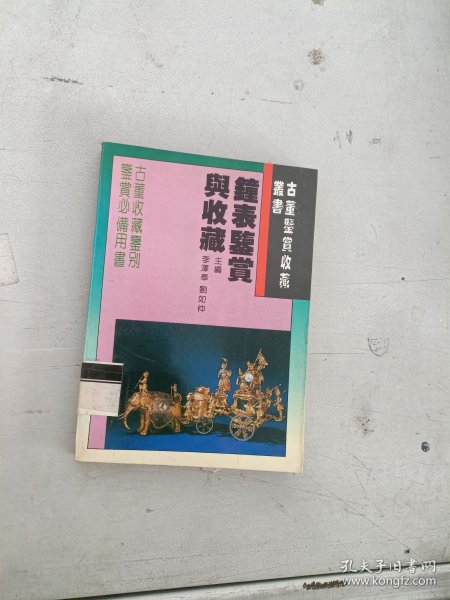 古董鑒賞收藏
叢書
鐘表鑒賞
與收藏
主編
李澤奉 劉如仲
古董收藏鑒別
鑒賞必備用書
孔夫子旧书网
www.kongfz.com